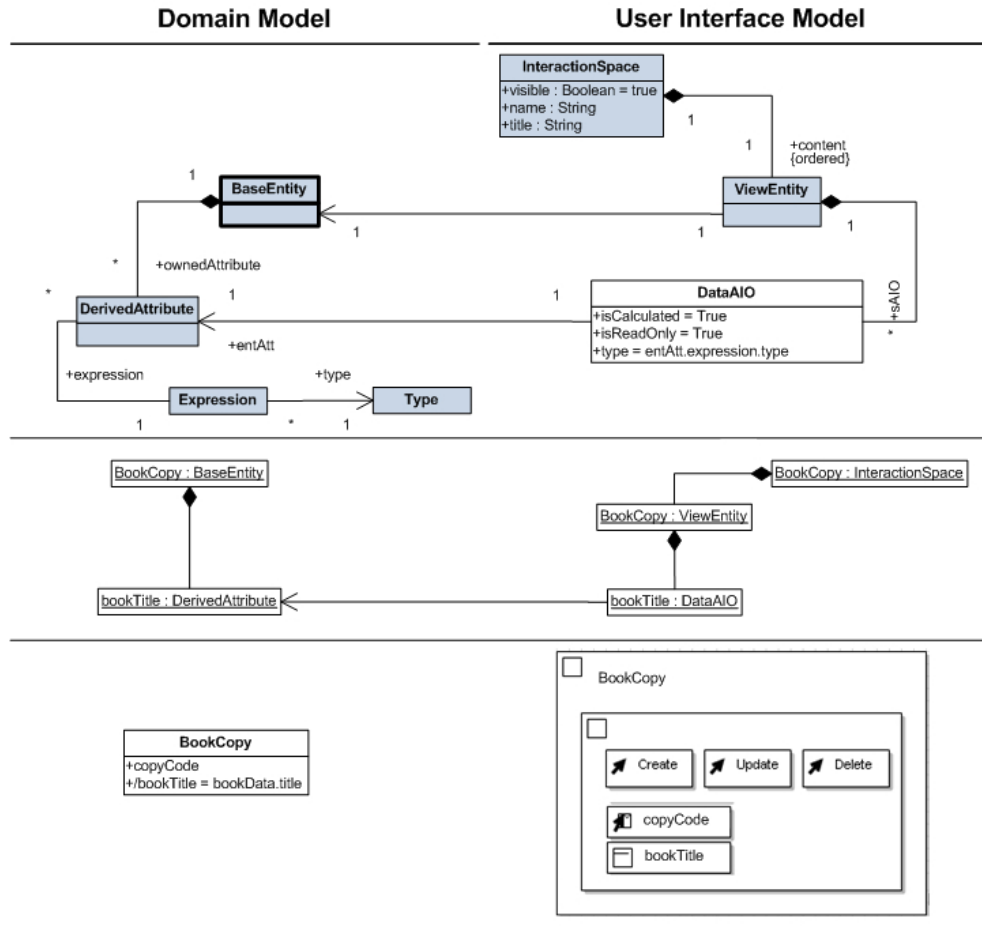 Domain Model
User Interface Model
InteractionSpace
+visible : Boolean = true
+name : String
+title : String
1
1
+content
{ordered}
1
BaseEntity
ViewEntity
1
1
1
*
+ownedAttribute
*
DerivedAttribute
1
+entAtt
1
DataAIO
+isCalculated = True
+isReadOnly = True
+type = entAtt.expression.type
* +sAIO
+expression
+type
Expression
Type
1
*
1
BookCopy : BaseEntity
BookCopy : InteractionSpace
BookCopy : ViewEntity
bookTitle : DerivedAttribute
bookTitle : DataAIO
BookCopy
BookCopy
+copyCode
+/bookTitle = bookData.title
Create
Update
Delete
copyCode
bookTitle